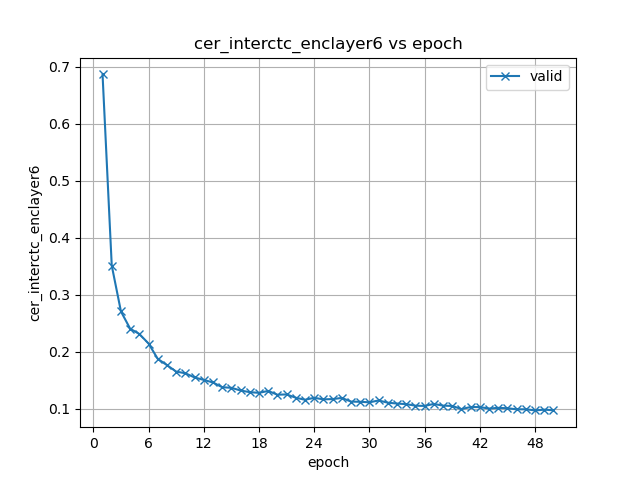 cer_interctc_enclayer6 vs epoch
valid
cer_interctc_enclayer6
0.7
0.6
0.5
0.4
0.3
0.2
0.1
0 6 12 18 24 30 36 42 48
epoch